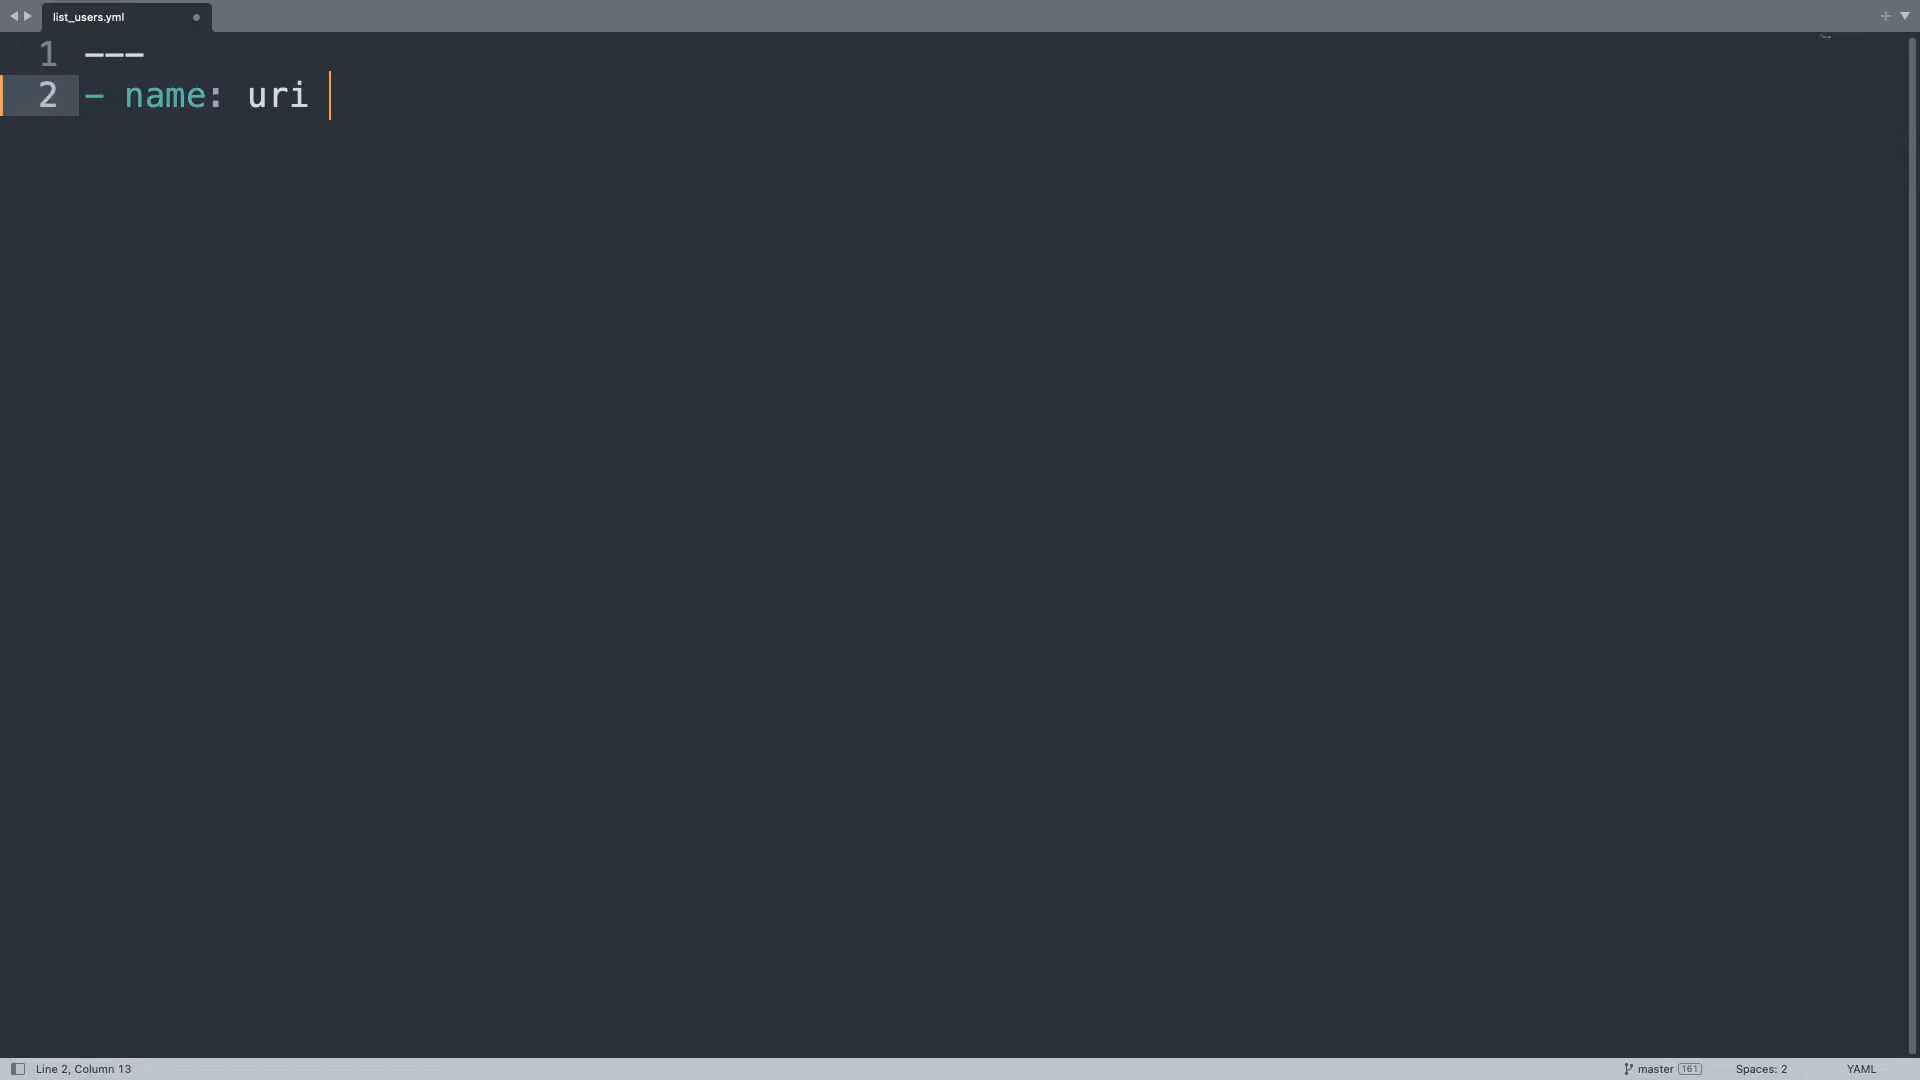 list_users.yml
1 ---
2 - name: uri
Line 2, Column 13
master 161
Spaces: 2
YAML